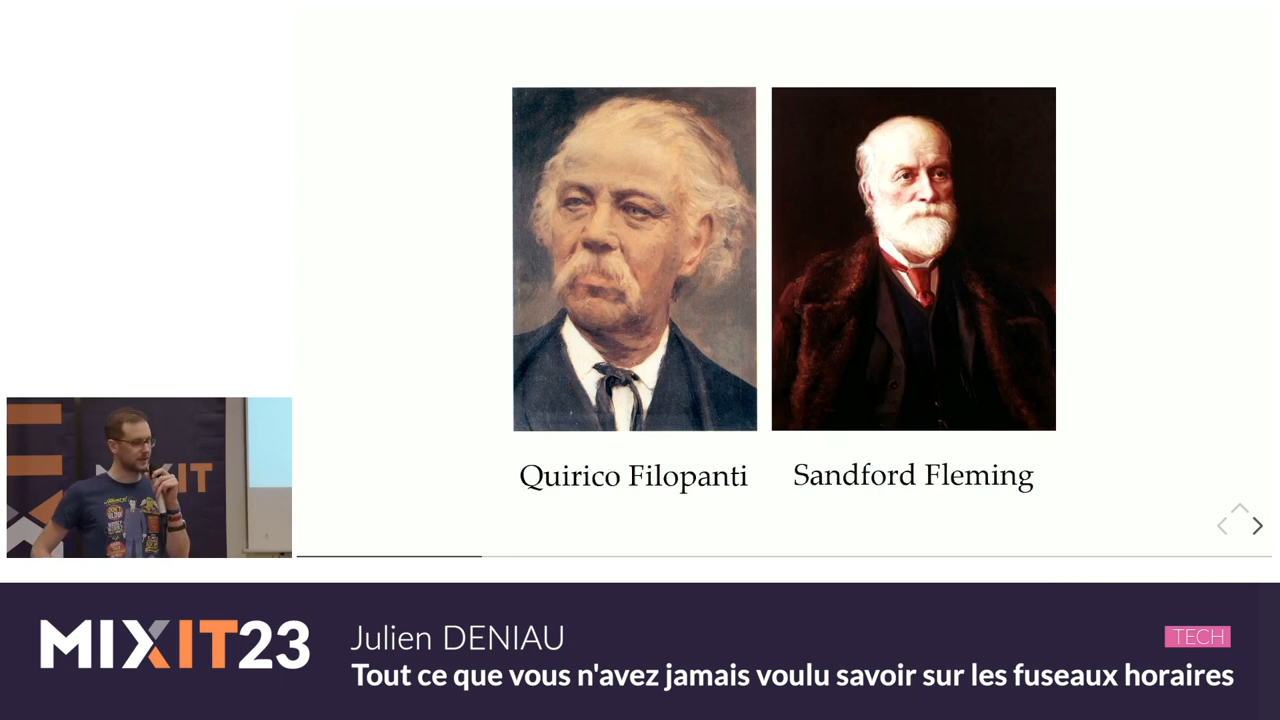 Quirico Filopanti
Sandford Fleming
MIXIT
MIXIT23
Julien DENIAU
TECH
Tout ce que vous n'avez jamais voulu savoir sur les fuseaux horaires